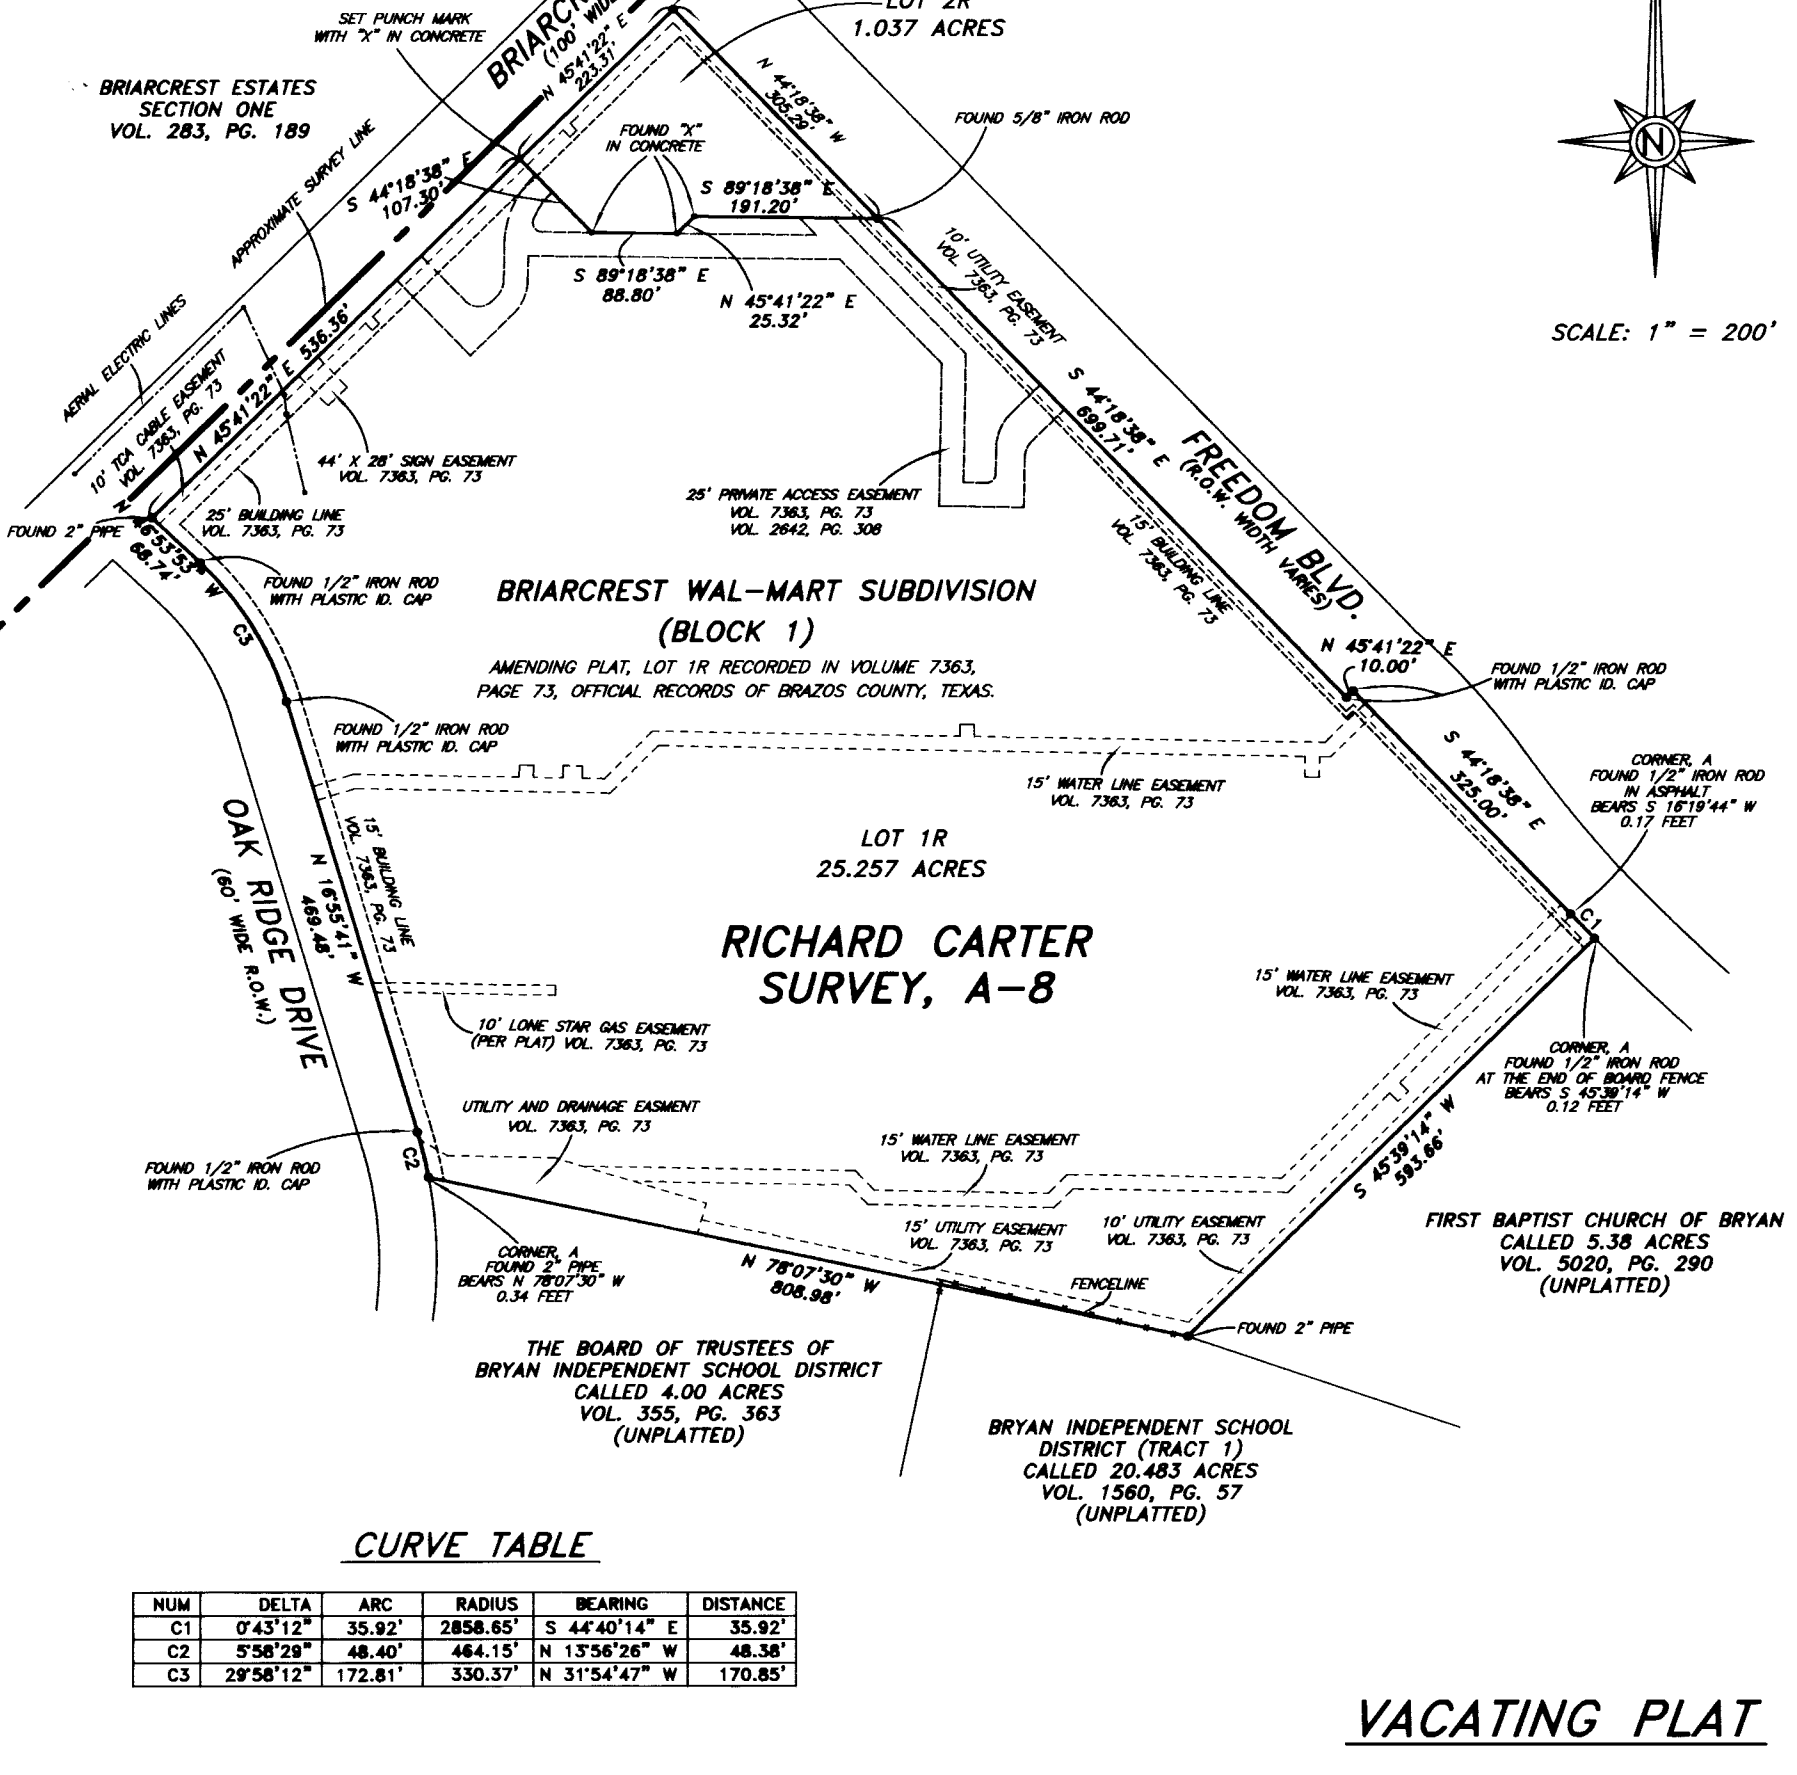 SET PUNCH MARK
WITH "X" IN CONCRETE
(100' WIDE
N 45°41'22" E
223.31'
LOT 2R
1.037 ACRES
BRIARCREST ESTATES
SECTION ONE
VOL. 283, PG. 189
APPROXIMATE SURVEY LINE
S 44°18'38" E
107.30'
FOUND "X"
IN CONCRETE
N 44°18'38" W
305.29'
FOUND 5/8" IRON ROD
N
SCALE: 1" = 200'
S 89°18'38" E
191.20'
S 89°18'38" E
88.80'
N 45°41'22" E
25.32'
10' UTILITY EASEMENT
VOL. 7363, PG. 73
AERIAL ELECTRIC LINES
10' TCA CABLE EASEMENT
VOL. 7363, PG. 73
N 45°41'22" E 536.36'
44' X 28' SIGN EASEMENT
VOL. 7363, PG. 73
S 44°18'38" E
699.71'
FREEDOM BLVD.
(R.O.W. WIDTH VARIES)
FOUND 2" PIPE
N 46°53'53" W
68.74'
25' BUILDING LINE
VOL. 7363, PG. 73
25' PRIVATE ACCESS EASEMENT
VOL. 7363, PG. 73
VOL. 2642, PG. 308
15' BUILDING LINE
VOL. 7363, PG. 73
FOUND 1/2" IRON ROD
WITH PLASTIC ID. CAP
C3
BRIARCREST WAL-MART SUBDIVISION
(BLOCK 1)
AMENDING PLAT, LOT 1R RECORDED IN VOLUME 7363,
PAGE 73, OFFICIAL RECORDS OF BRAZOS COUNTY, TEXAS.
N 45°41'22" E
10.00'
FOUND 1/2" IRON ROD
WITH PLASTIC ID. CAP
FOUND 1/2" IRON ROD
WITH PLASTIC ID. CAP
15' WATER LINE EASEMENT
VOL. 7363, PG. 73
S 44°18'38" E
325.00'
CORNER, A
FOUND 1/2" IRON ROD
IN ASPHALT
BEARS S 16°19'44" W
0.17 FEET
OAK RIDGE DRIVE
(60' WIDE R.O.W.)
N 16°55'41" W
469.48'
15' BUILDING LINE
VOL. 7363, PG. 73
LOT 1R
25.257 ACRES
RICHARD CARTER
SURVEY, A-8
C1
15' WATER LINE EASEMENT
VOL. 7363, PG. 73
10' LONE STAR GAS EASEMENT
(PER PLAT) VOL. 7363, PG. 73
CORNER, A
FOUND 1/2" IRON ROD
AT THE END OF BOARD FENCE
BEARS S 45°39'14" W
0.12 FEET
UTILITY AND DRAINAGE EASMENT
VOL. 7363, PG. 73
15' WATER LINE EASEMENT
VOL. 7363, PG. 73
S 45°39'14" W
593.66'
FOUND 1/2" IRON ROD
WITH PLASTIC ID. CAP
C2
15' UTILITY EASEMENT
VOL. 7363, PG. 73
10' UTILITY EASEMENT
VOL. 7363, PG. 73
FIRST BAPTIST CHURCH OF BRYAN
CALLED 5.38 ACRES
VOL. 5020, PG. 290
(UNPLATTED)
CORNER, A
FOUND 2" PIPE
BEARS N 78°07'30" W
0.34 FEET
N 78°07'30" W
808.98'
FENCELINE
FOUND 2" PIPE
THE BOARD OF TRUSTEES OF
BRYAN INDEPENDENT SCHOOL DISTRICT
CALLED 4.00 ACRES
VOL. 355, PG. 363
(UNPLATTED)
BRYAN INDEPENDENT SCHOOL
DISTRICT (TRACT 1)
CALLED 20.483 ACRES
VOL. 1560, PG. 57
(UNPLATTED)
CURVE TABLE
NUM DELTA ARC RADIUS BEARING DISTANCE
C1 0°43'12" 35.92' 2858.65' S 44°40'14" E 35.92'
C2 5°58'29" 48.40' 464.15' N 13°56'26" W 48.38'
C3 29°58'12" 172.81' 330.37' N 31°54'47" W 170.85'
VACATING PLAT